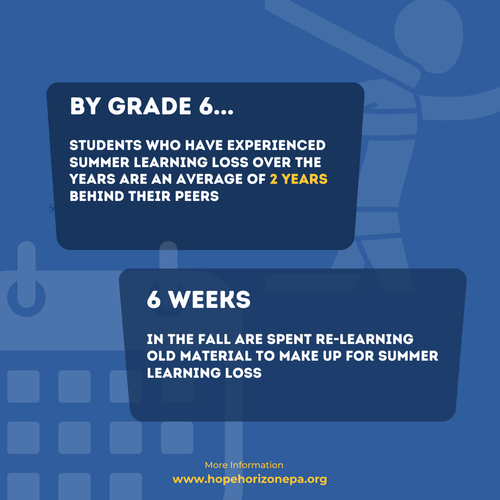 BY GRADE 6...
STUDENTS WHO HAVE EXPERIENCED
SUMMER LEARNING LOSS OVER THE
YEARS ARE AN AVERAGE OF 2 YEARS
BEHIND THEIR PEERS
6 WEEKS
IN THE FALL ARE SPENT RE-LEARNING
OLD MATERIAL TO MAKE UP FOR SUMMER
LEARNING LOSS
More Information
www.hopehorizonepa.org